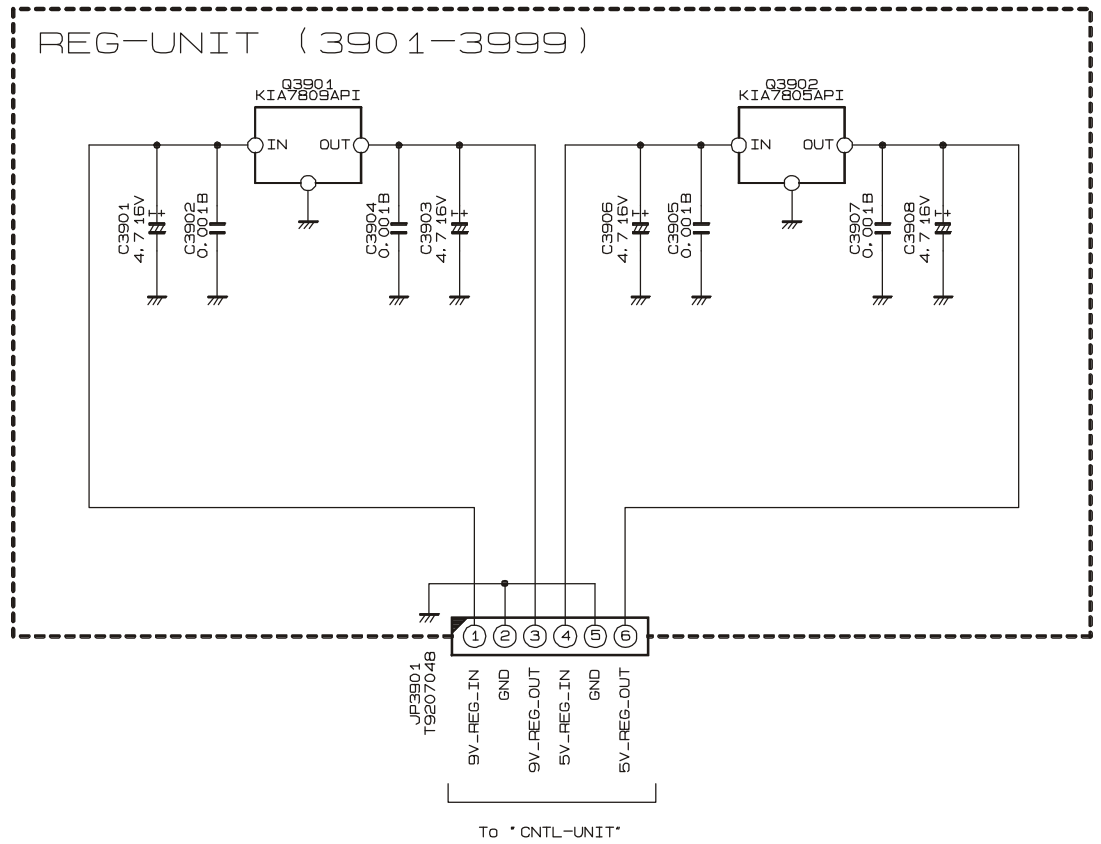 REG-UNIT (3901-3999)
Q3901
KIA7809API
IN OUT
Q3902
KIA7805API
IN OUT
C3901
4.7 16V
C3902
0.001B
C3904
0.001B
C3903
4.7 16V
C3906
4.7 16V
C3905
0.001B
C3907
0.001B
C3908
4.7 16V
JP3901
T9207048
1 2 3 4 5 6
9V_REG_IN
GND
9V_REG_OUT
5V_REG_IN
GND
5V_REG_OUT
To "CNTL-UNIT"